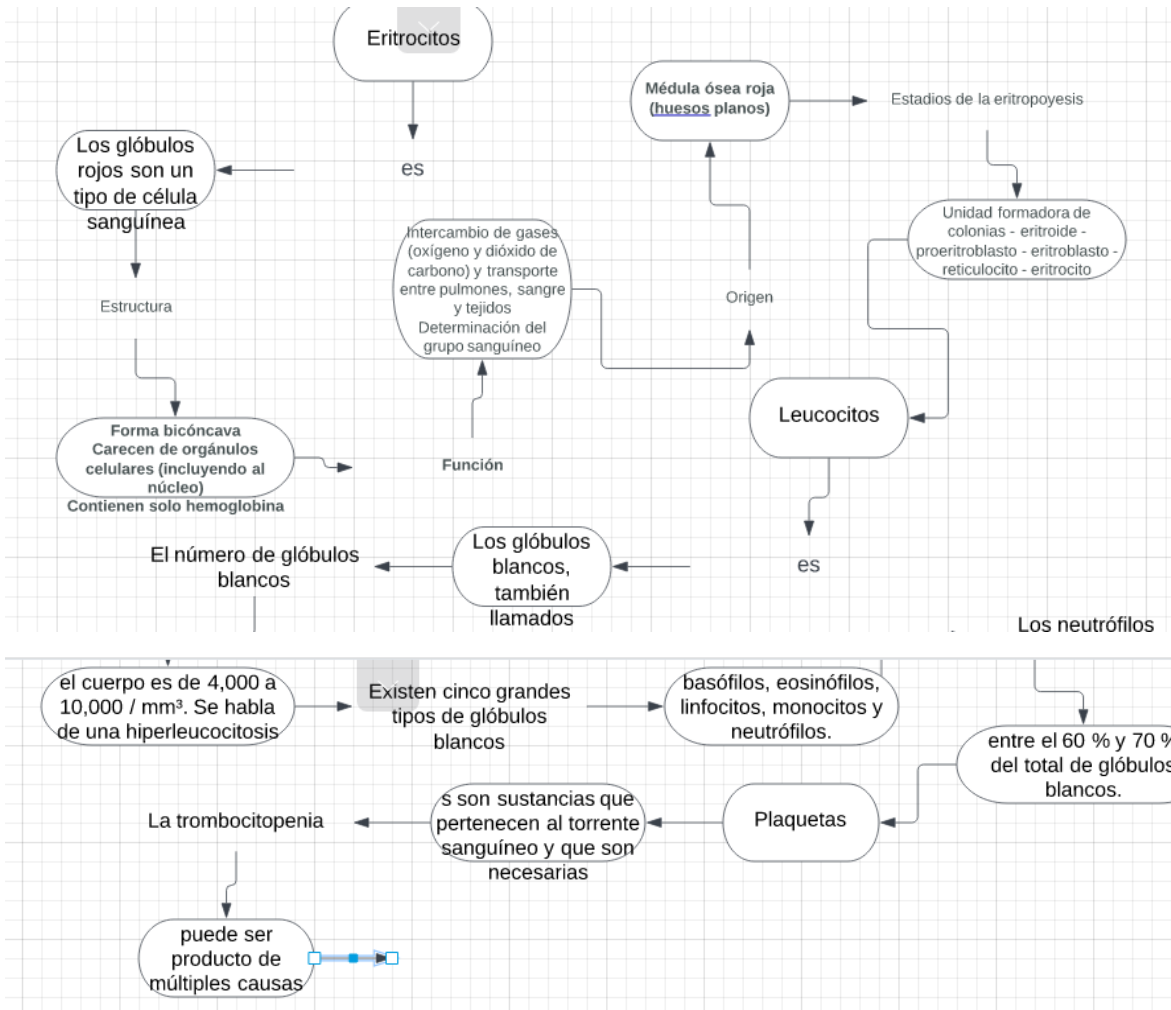 Eritrocitos
es
Los glóbulos
rojos son un
tipo de célula
sanguínea
Estructura
Forma bicóncava
Carecen de orgánulos
celulares (incluyendo al
núcleo)
Contienen solo hemoglobina
Función
Intercambio de gases
(oxígeno y dióxido de
carbono) y transporte
entre pulmones, sangre
y tejidos
Determinación del
grupo sanguíneo
Origen
Médula ósea roja
(huesos planos)
Estadios de la eritropoyesis
Unidad formadora de
colonias - eritroide -
proeritroblasto - eritroblasto -
reticulocito - eritrocito
Leucocitos
es
Los glóbulos
blancos,
también
llamados
El número de glóbulos
blancos
Los neutrófilos
el cuerpo es de 4,000 a
10,000 / mm³. Se habla
de una hiperleucocitosis
Existen cinco grandes
tipos de glóbulos
blancos
basófilos, eosinófilos,
linfocitos, monocitos y
neutrófilos.
entre el 60 % y 70 %
del total de glóbulos
blancos.
Plaquetas
s son sustancias que
pertenecen al torrente
sanguíneo y que son
necesarias
La trombocitopenia
puede ser
producto de
múltiples causas